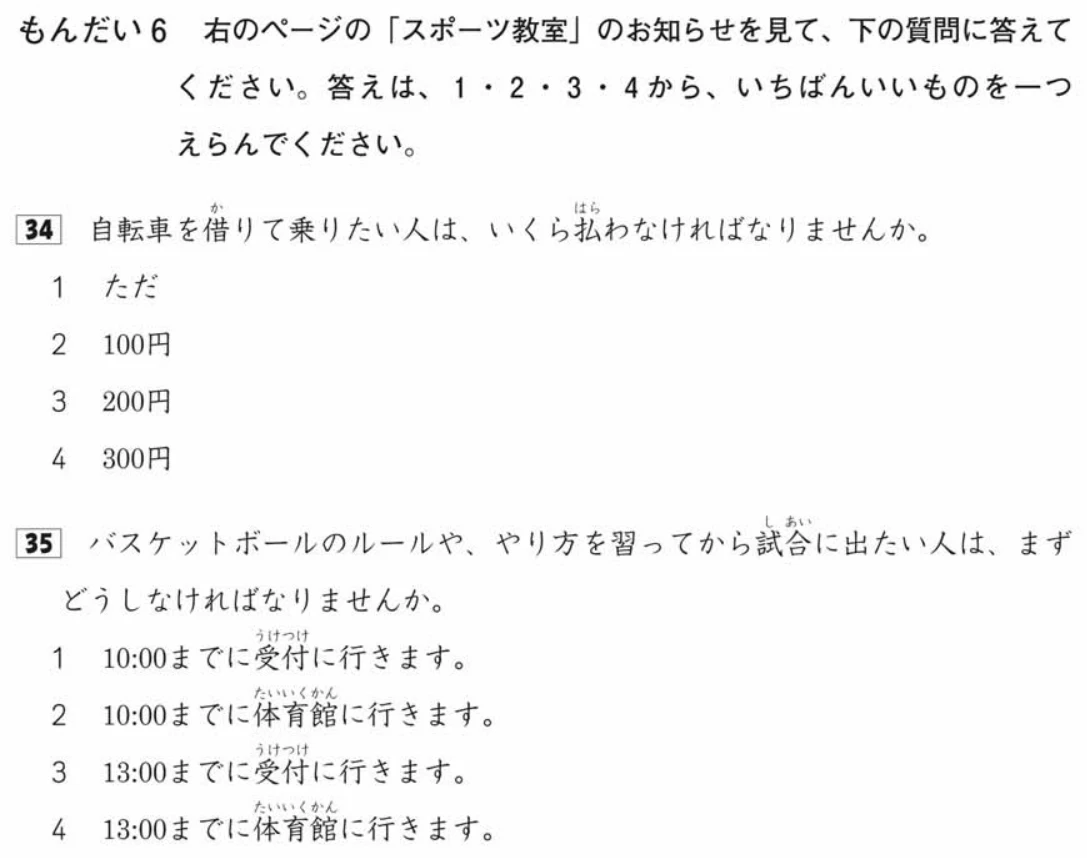 もんだい6　右のページの「スポーツ教室」のお知らせを見て、下の質問に答えて
ください。答えは、1・2・3・4から、いちばんいいものを一つ
えらんでください。
34　自転車を借りて乗りたい人は、いくら払わなければなりませんか。
1　ただ
2　100円
3　200円
4　300円
35　バスケットボールのルールや、やり方を習ってから試合に出たい人は、まず
どうしなければなりませんか。
1　10:00までに受付に行きます。
2　10:00までに体育館に行きます。
3　13:00までに受付に行きます。
4　13:00までに体育館に行きます。